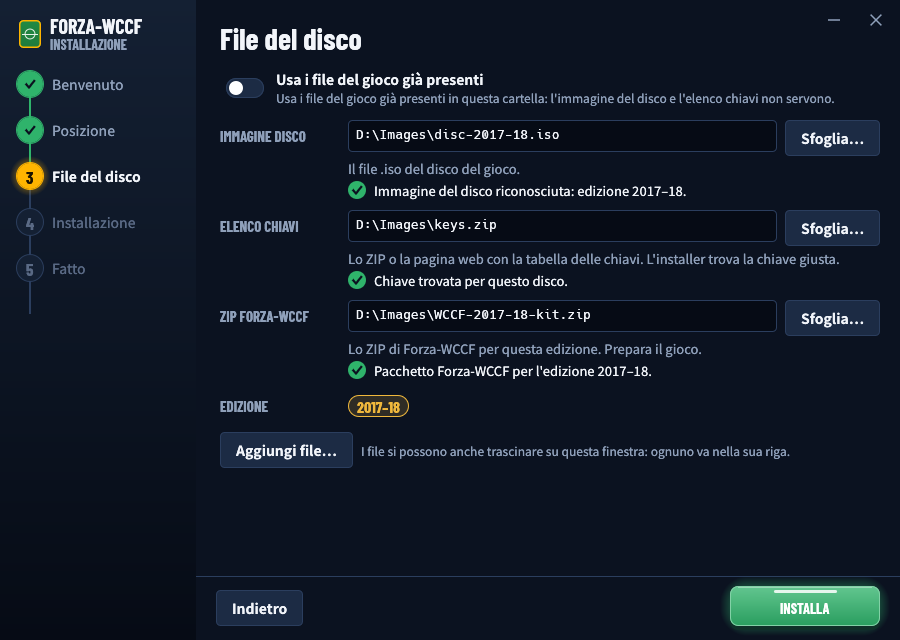 FORZA-WCCF
INSTALLAZIONE
Benvenuto
Posizione
3 File del disco
4 Installazione
5 Fatto
File del disco
Usa i file del gioco già presenti
Usa i file del gioco già presenti in questa cartella: l'immagine del disco e l'elenco chiavi non servono.
IMMAGINE DISCO
D:\Images\disc-2017-18.iso
Sfoglia...
Il file .iso del disco del gioco.
Immagine del disco riconosciuta: edizione 2017–18.
ELENCO CHIAVI
D:\Images\keys.zip
Sfoglia...
Lo ZIP o la pagina web con la tabella delle chiavi. L'installer trova la chiave giusta.
Chiave trovata per questo disco.
ZIP FORZA-WCCF
D:\Images\WCCF-2017-18-kit.zip
Sfoglia...
Lo ZIP di Forza-WCCF per questa edizione. Prepara il gioco.
Pacchetto Forza-WCCF per l'edizione 2017–18.
EDIZIONE
2017–18
Aggiungi file...
I file si possono anche trascinare su questa finestra: ognuno va nella sua riga.
Indietro
INSTALLA